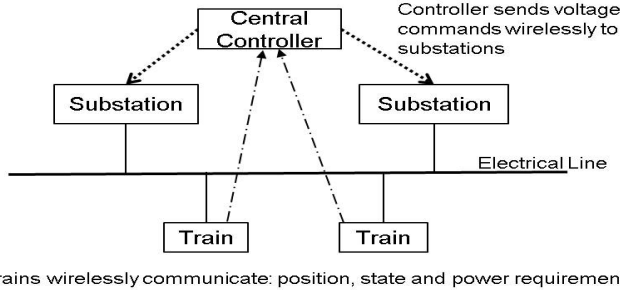 Central
Controller
Controller sends voltage
commands wirelessly to
substations
Substation
Substation
Electrical Line
Train
Train
rains wirelessly communicate: position, state and power requiremen